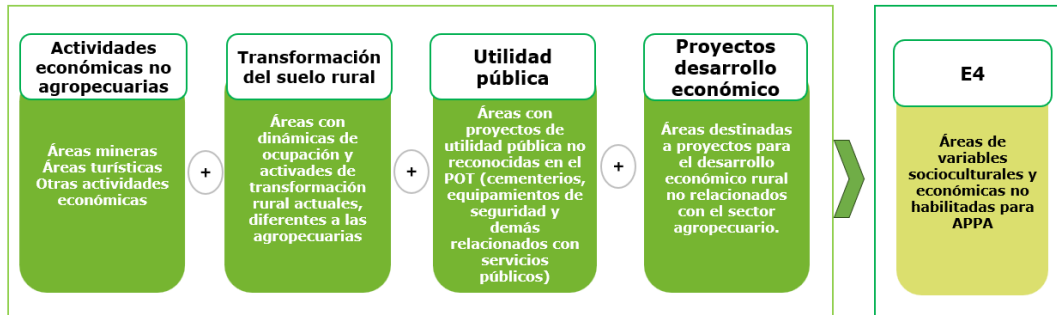 Actividades
económicas no
agropecuarias
Áreas mineras
Áreas turísticas
Otras actividades
económicas
+
Transformación
del suelo rural
Áreas con
dinámicas de
ocupación y
activades de
transformación
rural actuales,
diferentes a las
agropecuarias
+
Utilidad
pública
Áreas con
proyectos de
utilidad pública no
reconocidas en el
POT (cementerios,
equipamientos de
seguridad y
demás
relacionados con
servicios
públicos)
+
Proyectos
desarrollo
económico
Áreas destinadas
a proyectos para
el desarrollo
económico rural
no relacionados
con el sector
agropecuario.
E4
Áreas de
variables
socioculturales y
económicas no
habilitadas para
APPA